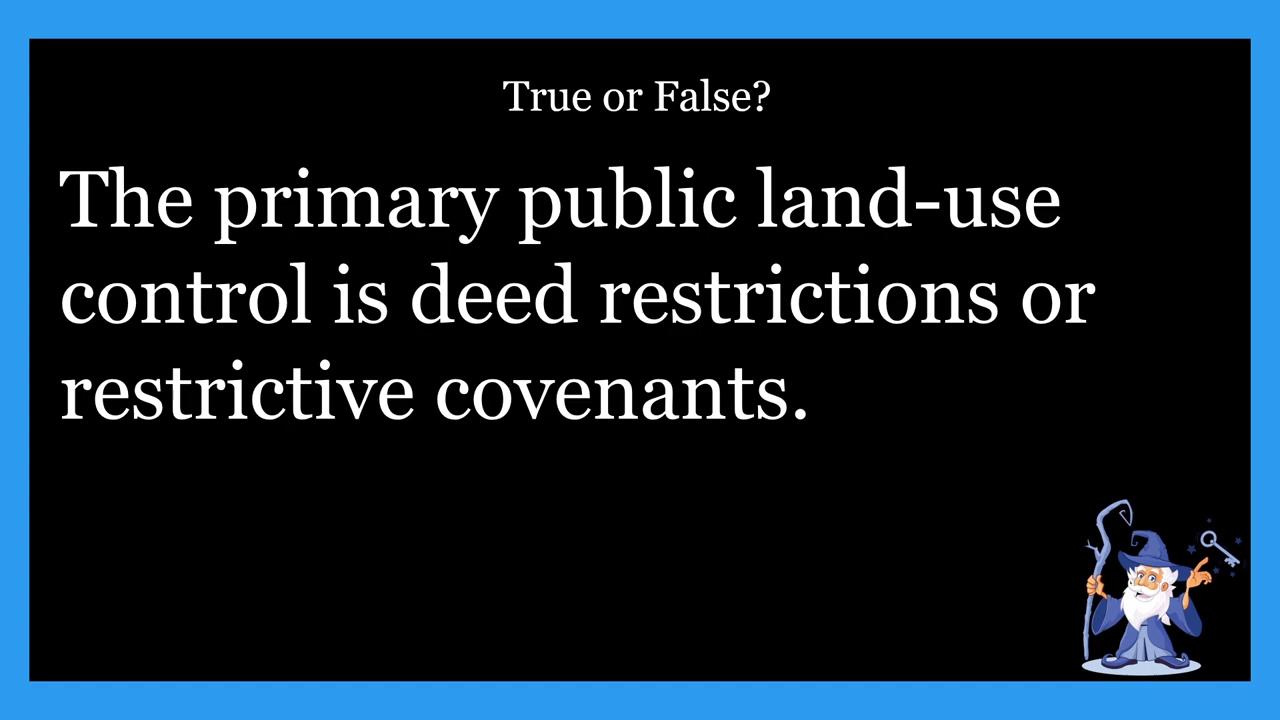 True or False?
The primary public land-use
control is deed restrictions or
restrictive covenants.